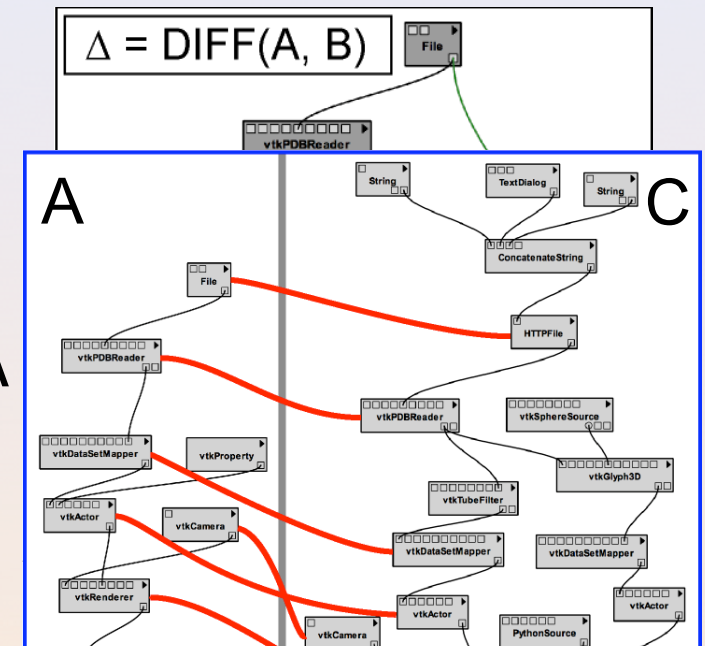 Δ = DIFF(A, B)
File
vtkPDBReader
A
C
String
TextDialog
String
ConcatenateString
File
HTTPFile
vtkPDBReader
vtkPDBReader
vtkSphereSource
vtkDataSetMapper
vtkProperty
vtkGlyph3D
vtkTubeFilter
vtkActor
vtkCamera
vtkDataSetMapper
vtkDataSetMapper
vtkRenderer
vtkActor
vtkActor
vtkCamera
PythonSource